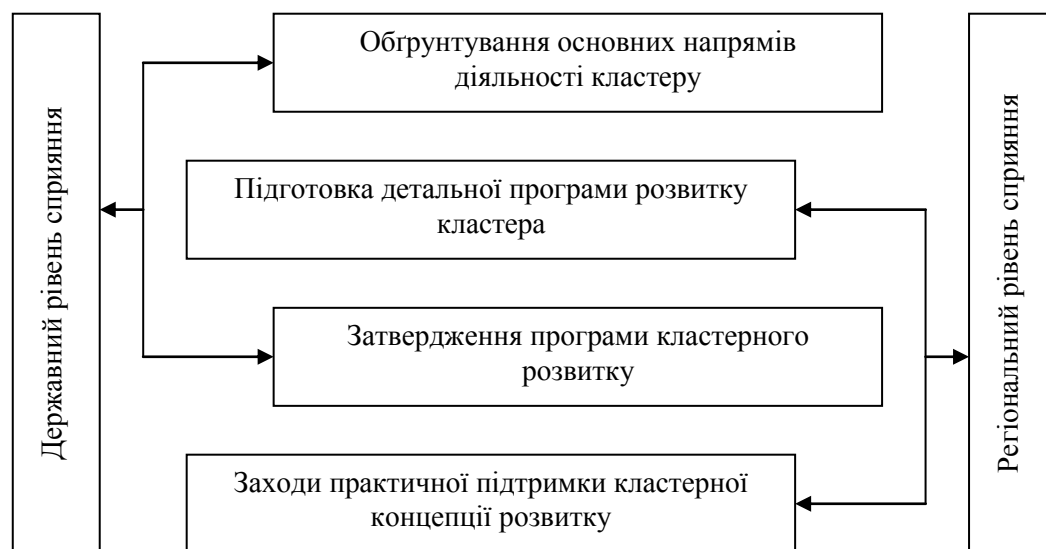 Державний рівень сприяння
Обґрунтування основних напрямів
діяльності кластеру
Підготовка детальної програми розвитку
кластера
Затвердження програми кластерного
розвитку
Заходи практичної підтримки кластерної
концепції розвитку
Регіональний рівень сприяння